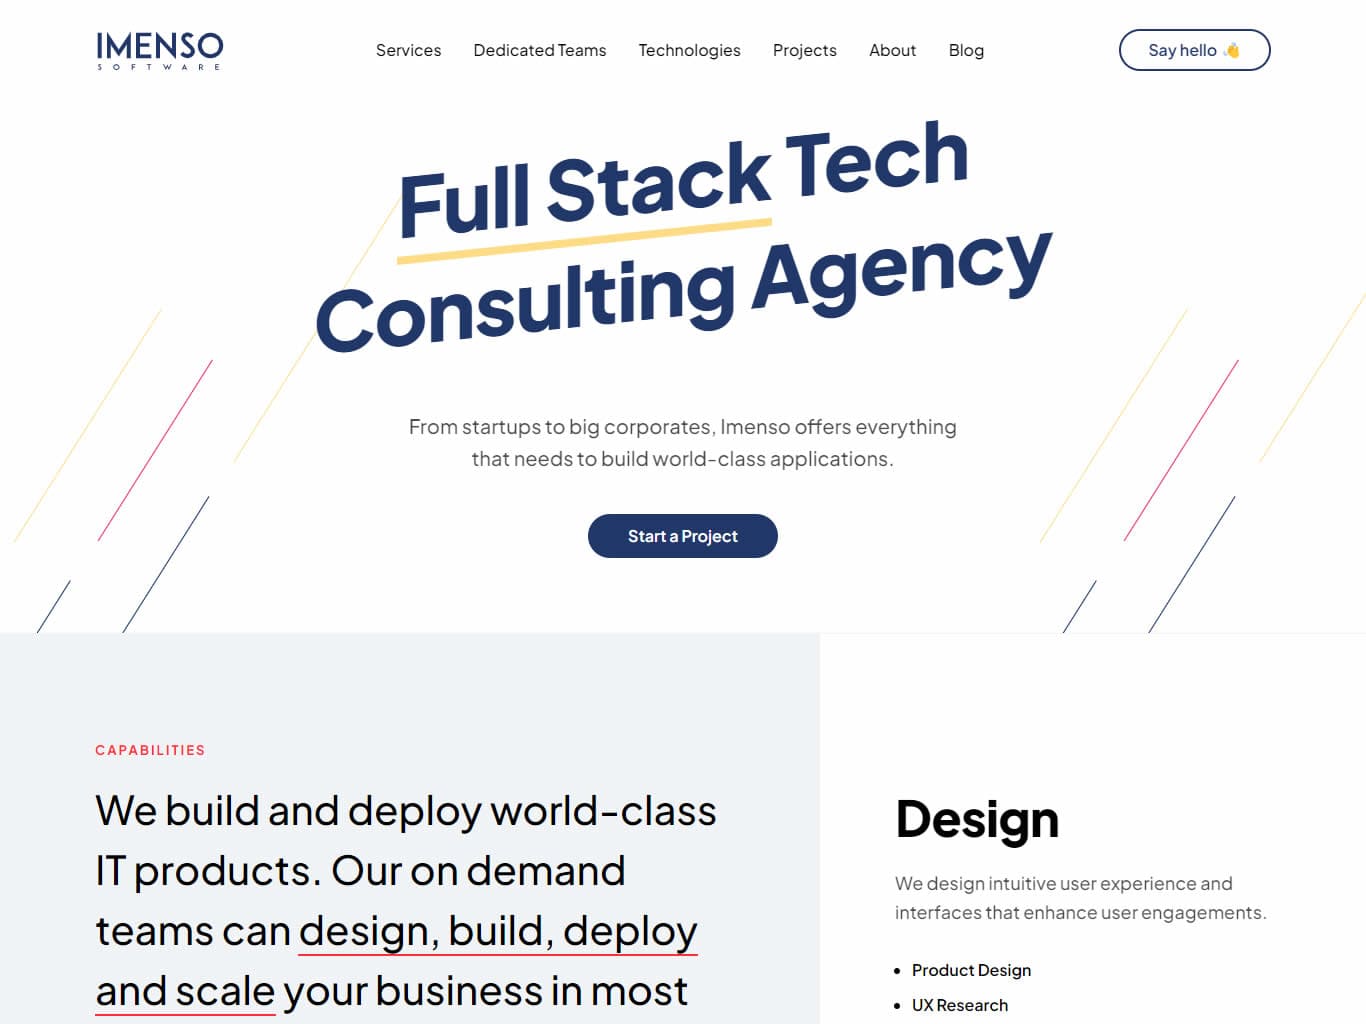 IMENSO
SOFTWARE
Services Dedicated Teams Technologies Projects About Blog
Say hello 👋
Full Stack Tech
Consulting Agency
From startups to big corporates, Imenso offers everything
that needs to build world-class applications.
Start a Project
CAPABILITIES
We build and deploy world-class
IT products. Our on demand
teams can design, build, deploy
and scale your business in most
Design
We design intuitive user experience and
interfaces that enhance user engagements.
• Product Design
• UX Research